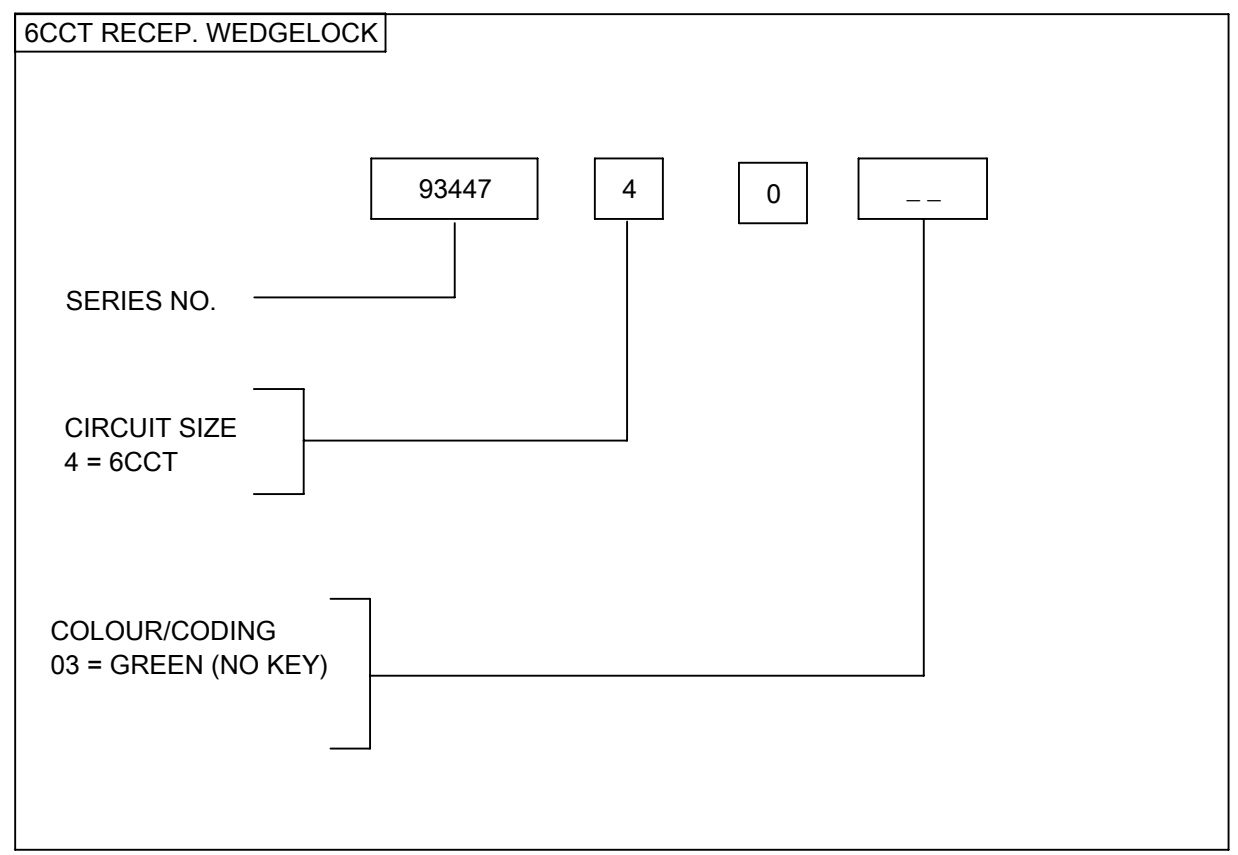 6CCT RECEP. WEDGELOCK
93447 4 0 _ _
SERIES NO.
CIRCUIT SIZE
4 = 6CCT
COLOUR/CODING
03 = GREEN (NO KEY)